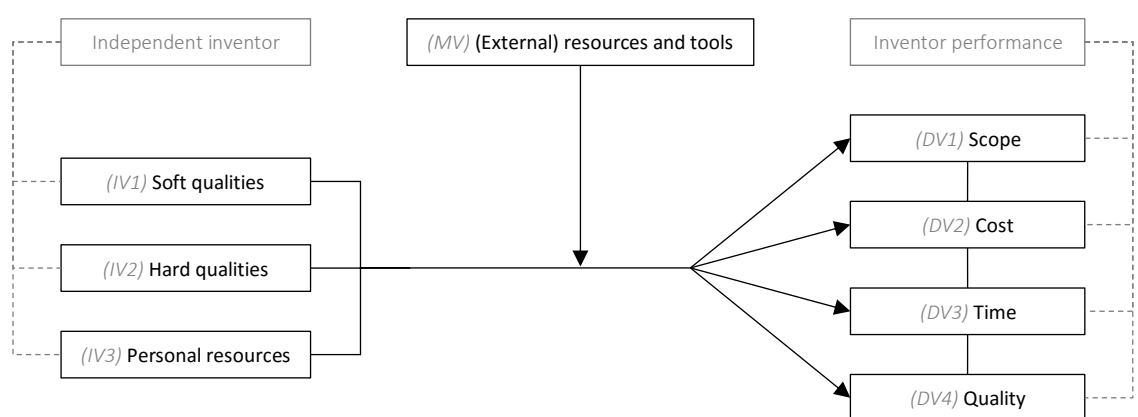 Independent inventor
(MV) (External) resources and tools
Inventor performance
(IV1) Soft qualities
(IV2) Hard qualities
(IV3) Personal resources
(DV1) Scope
(DV2) Cost
(DV3) Time
(DV4) Quality